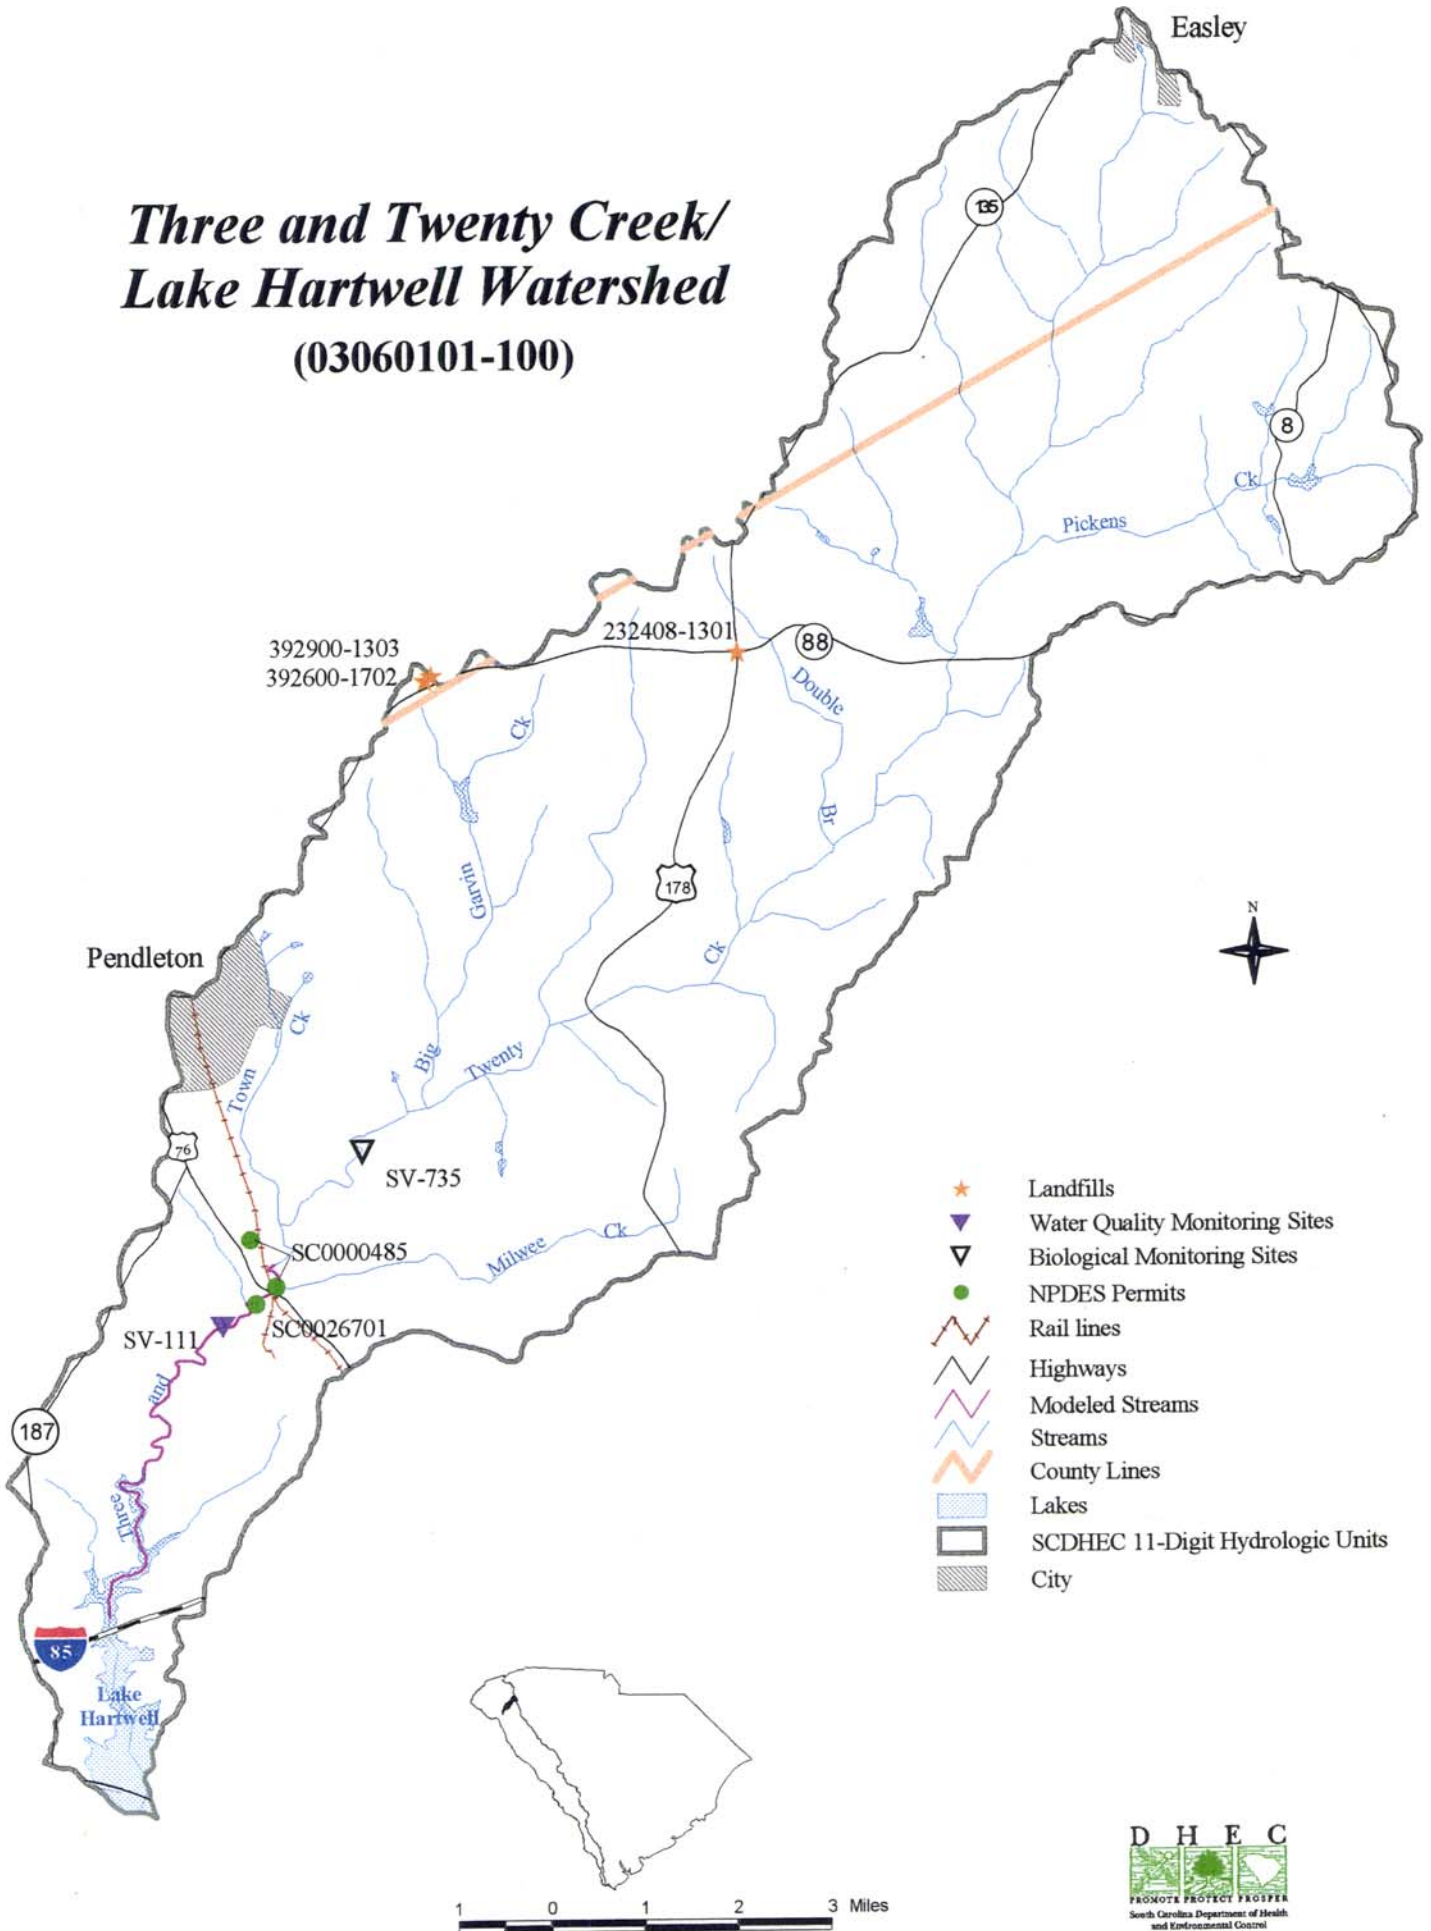 Easley
Three and Twenty Creek/
Lake Hartwell Watershed
(03060101-100)
135
8
Ck
Pickens
232408-1301
88
392900-1303
392600-1702
Double
Ck
Br
Garvin
178
N
Pendleton
Ck
Ck
Big
Twenty
Town
76
SV-735
Ck
Milwee
SC0000485
SC0026701
SV-111
and
187
Three
85
Lake
Hartwell
Landfills
Water Quality Monitoring Sites
Biological Monitoring Sites
NPDES Permits
Rail lines
Highways
Modeled Streams
Streams
County Lines
Lakes
SCDHEC 11-Digit Hydrologic Units
City
1 0 1 2 3 Miles
D H E C
PROMOTE PROTECT PROSPER
South Carolina Department of Health
and Environmental Control